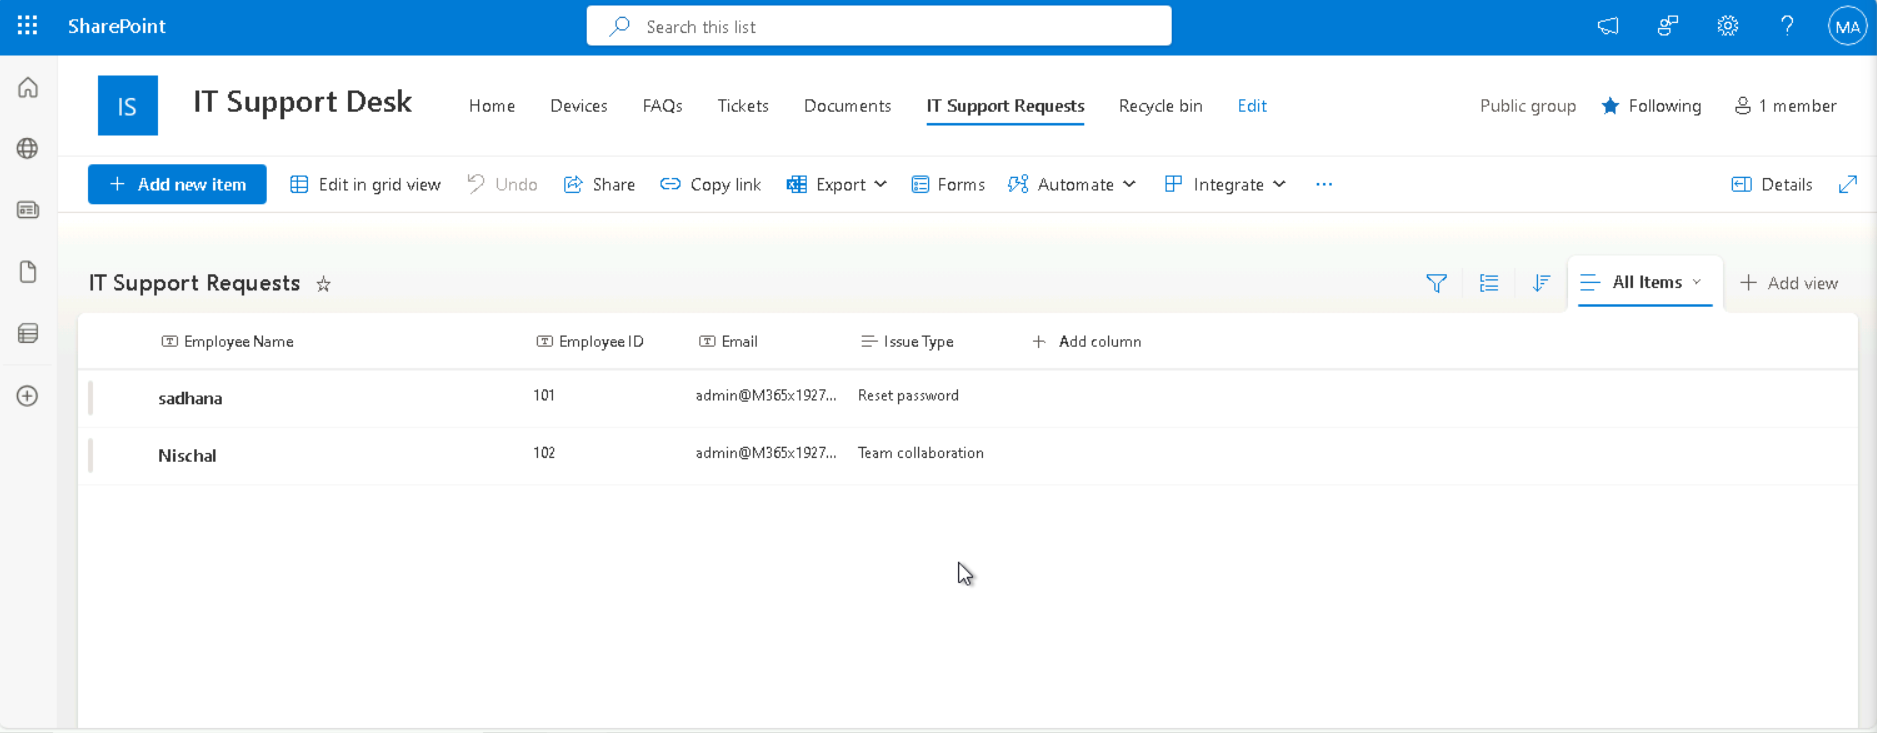 SharePoint
Search this list
MA
IS
IT Support Desk
Home Devices FAQs Tickets Documents IT Support Requests Recycle bin Edit
Public group Following 1 member
+ Add new item Edit in grid view Undo Share Copy link Export Forms Automate Integrate ...
Details
IT Support Requests
All Items + Add view
Employee Name Employee ID Email Issue Type + Add column
sadhana 101 admin@M365x1927... Reset password
Nischal 102 admin@M365x1927... Team collaboration